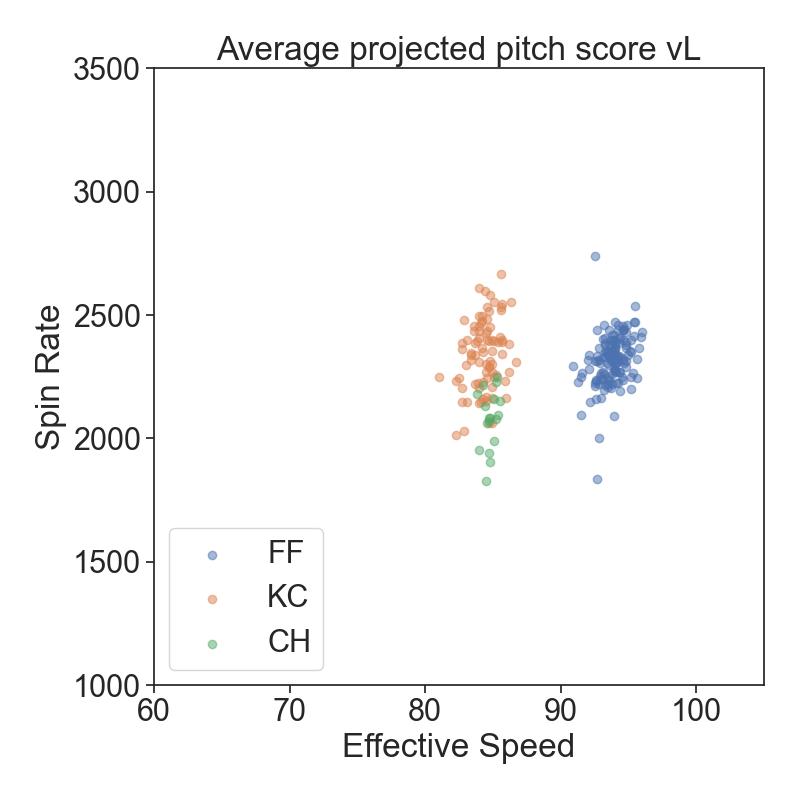 Average projected pitch score vL
3500
3000
2500
2000
1500
1000
Spin Rate
FF
KC
CH
60 70 80 90 100
Effective Speed